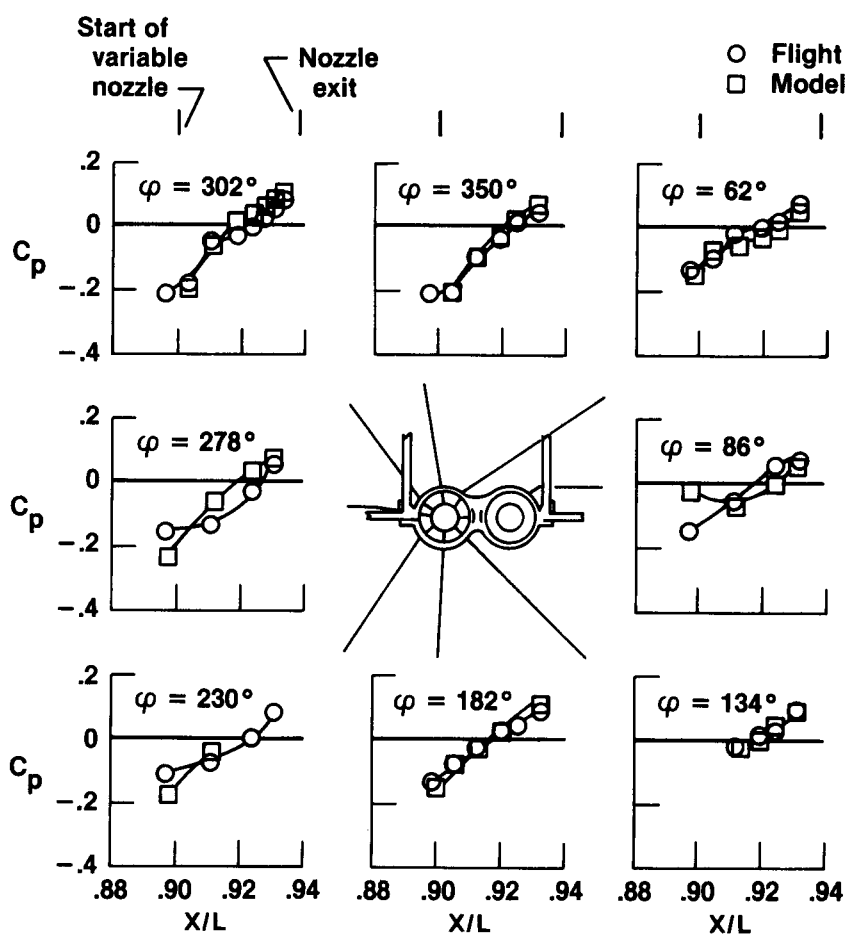 Start of
variable
nozzle
Nozzle
exit
○ Flight
□ Model
.2
0
−.2
−.4
Cp
φ = 302°
φ = 350°
φ = 62°
.2
0
−.2
−.4
Cp
φ = 278°
φ = 86°
.2
0
−.2
−.4
Cp
φ = 230°
φ = 182°
φ = 134°
.88 .90 .92 .94
X/L
.88 .90 .92 .94
X/L
.88 .90 .92 .94
X/L